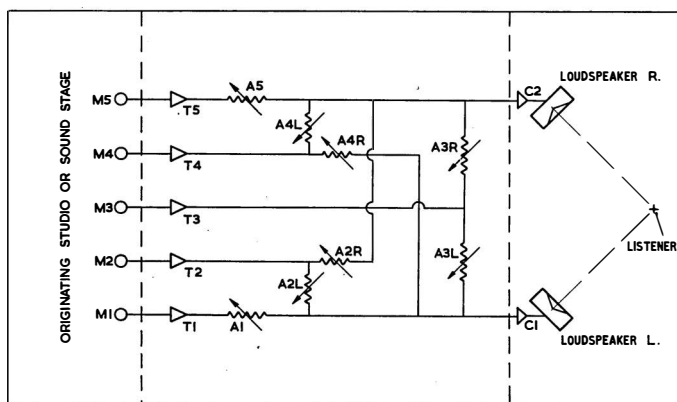 ORIGINATING STUDIO OR SOUND STAGE
M5
T5
A5
C2
LOUDSPEAKER R.
A4L
A4R
M4
T4
A3R
M3
T3
LISTENER
M2
T2
A2R
A2L
A3L
M1
T1
A1
C1
LOUDSPEAKER L.